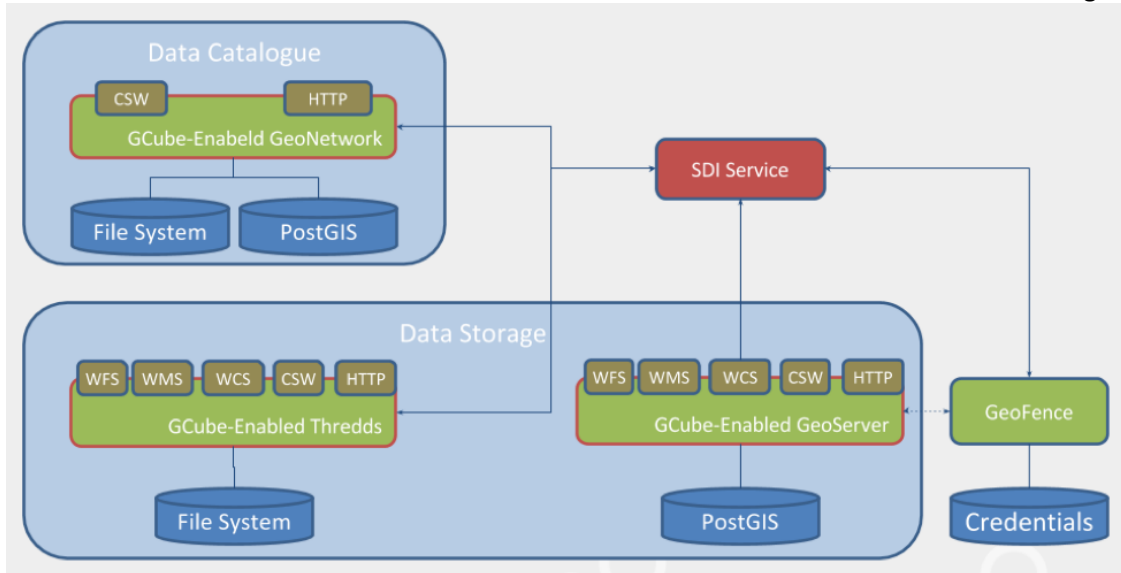 Data Catalogue
CSW
HTTP
GCube-Enabeld GeoNetwork
File System
PostGIS
SDI Service
Data Storage
WFS
WMS
WCS
CSW
HTTP
GCube-Enabled Thredds
WFS
WMS
WCS
CSW
HTTP
GCube-Enabled GeoServer
GeoFence
File System
PostGIS
Credentials